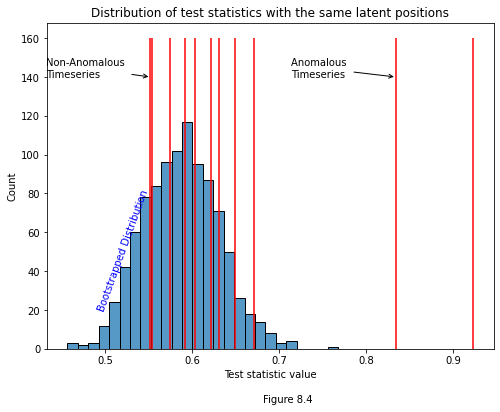 Distribution of test statistics with the same latent positions
160
140
120
100
80
60
40
20
0
Count
Non-Anomalous
Timeseries
Anomalous
Timeseries
Bootstrapped Distribution
0.5 0.6 0.7 0.8 0.9
Test statistic value
Figure 8.4